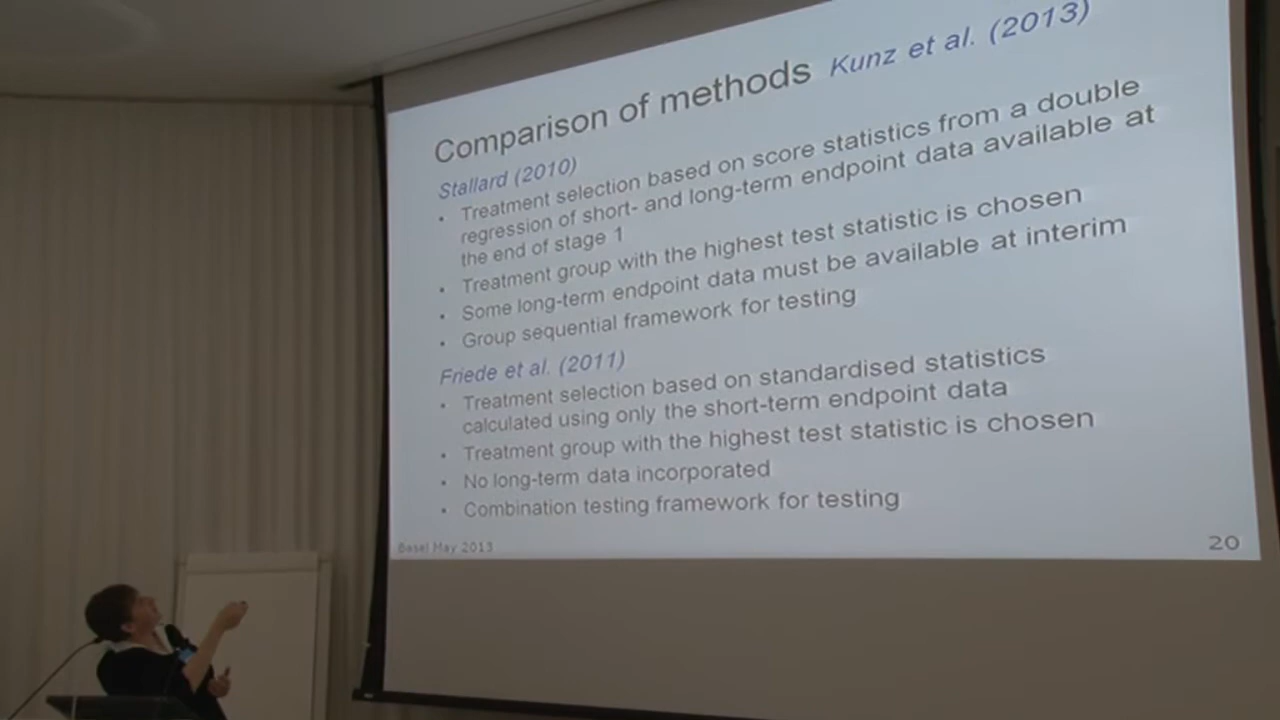 Comparison of methods Kunz et al. (2013)
Stallard (2010)
• Treatment selection based on score statistics from a double
regression of short- and long-term endpoint data available at
the end of stage 1
• Treatment group with the highest test statistic is chosen
• Some long-term endpoint data must be available at interim
• Group sequential framework for testing
Friede et al. (2011)
• Treatment selection based on standardised statistics
calculated using only the short-term endpoint data
• Treatment group with the highest test statistic is chosen
• No long-term data incorporated
• Combination testing framework for testing
Basel May 2013
20